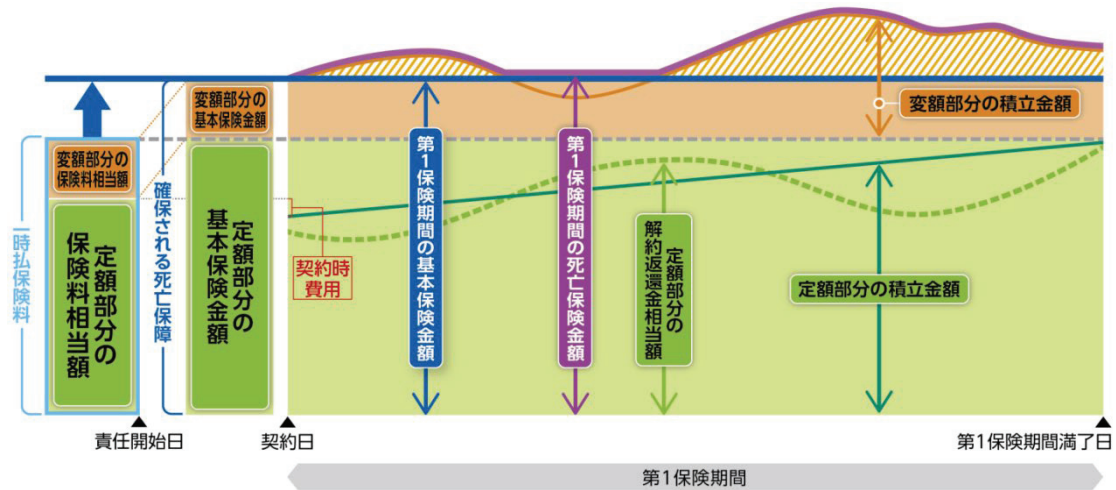 一時払保険料
変額部分の
保険料相当額
定額部分の
保険料相当額
確保される死亡保障
変額部分の
基本保険金額
定額部分の
基本保険金額
契約時
費用
第1保険期間の基本保険金額
第1保険期間の死亡保険金額
定額部分の
解約返還金相当額
変額部分の積立金額
定額部分の積立金額
責任開始日
契約日
第1保険期間満了日
第1保険期間